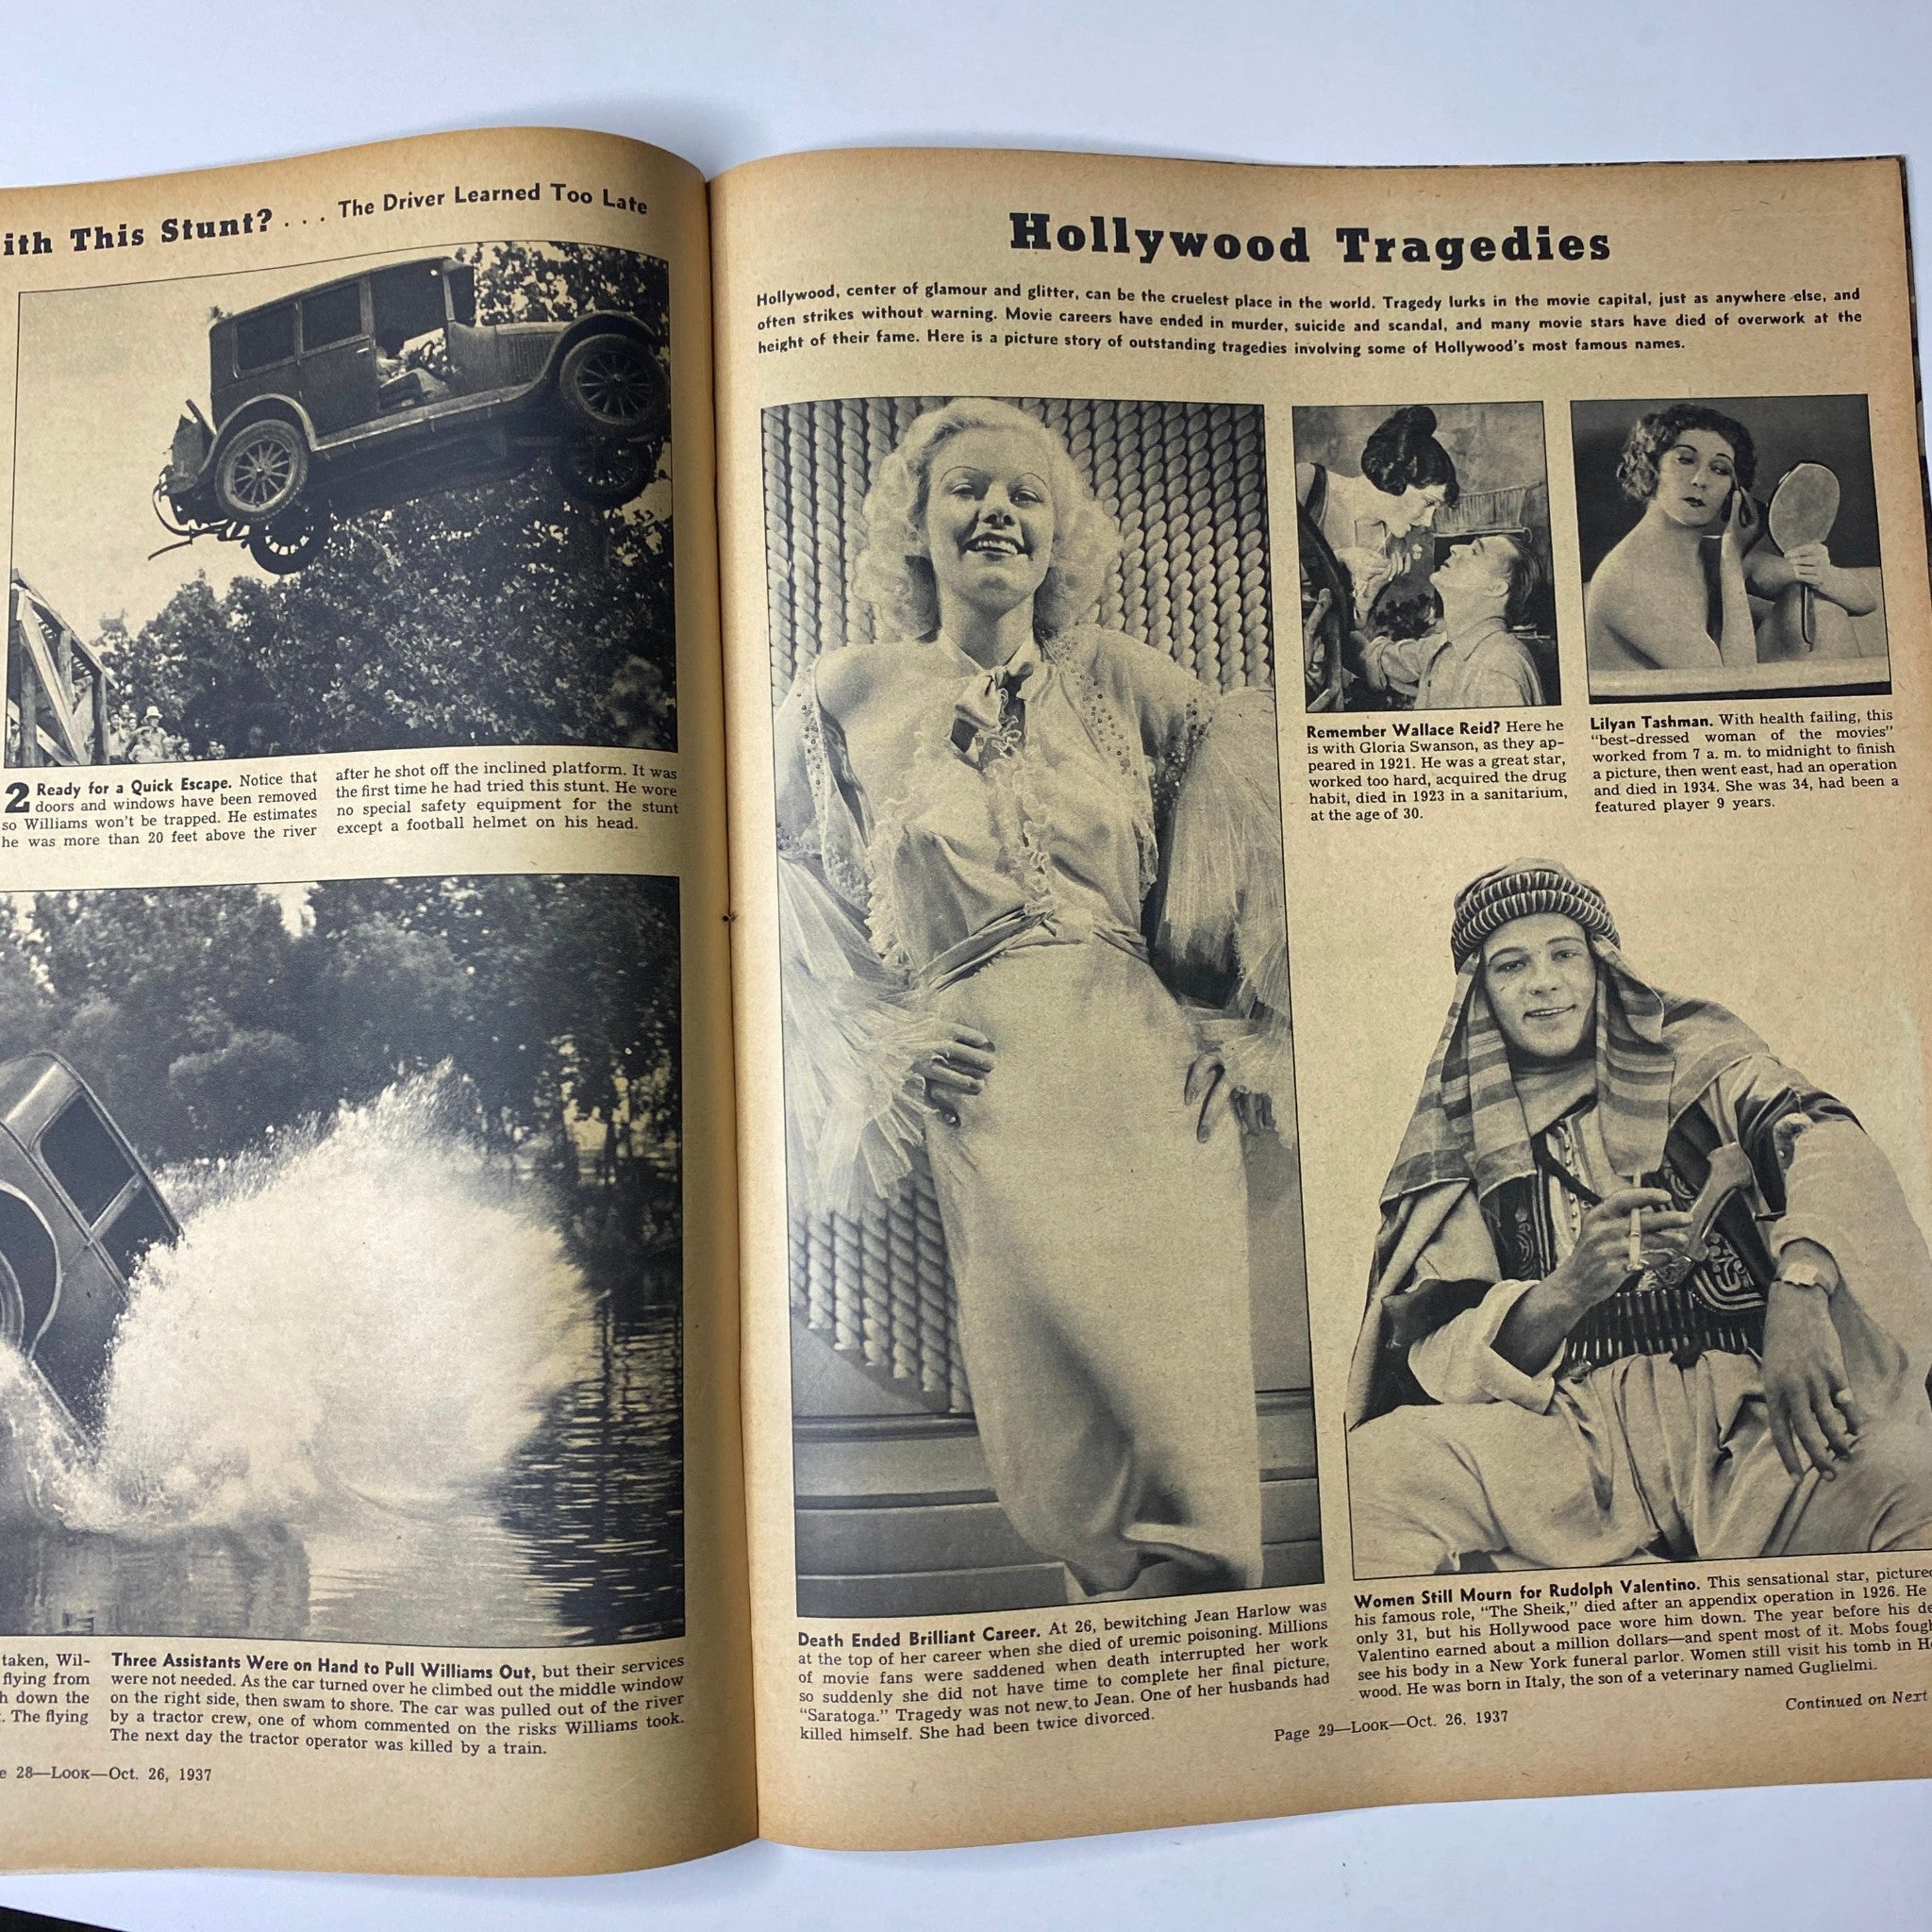 ith This Stunt? . . . The Driver Learned Too Late
2 Ready for a Quick Escape. Notice that
doors and windows have been removed
so Williams won't be trapped. He estimates
he was more than 20 feet above the river
after he shot off the inclined platform. It was
the first time he had tried this stunt. He wore
no special safety equipment for the stunt
except a football helmet on his head.
taken, Wil-
flying from
h down the
. The flying
Three Assistants Were on Hand to Pull Williams Out, but their services
were not needed. As the car turned over he climbed out the middle window
on the right side, then swam to shore. The car was pulled out of the river
by a tractor crew, one of whom commented on the risks Williams took.
The next day the tractor operator was killed by a train.
e 28—LOOK—Oct. 26, 1937
Hollywood Tragedies
Hollywood, center of glamour and glitter, can be the cruelest place in the world. Tragedy lurks in the movie capital, just as anywhere else, and
often strikes without warning. Movie careers have ended in murder, suicide and scandal, and many movie stars have died of overwork at the
height of their fame. Here is a picture story of outstanding tragedies involving some of Hollywood's most famous names.
Remember Wallace Reid? Here he
is with Gloria Swanson, as they ap-
peared in 1921. He was a great star,
worked too hard, acquired the drug
habit, died in 1923 in a sanitarium,
at the age of 30.
Lilyan Tashman. With health failing, this
"best-dressed woman of the movies"
worked from 7 a. m. to midnight to finish
a picture, then went east, had an operation
and died in 1934. She was 34, had been a
featured player 9 years.
Death Ended Brilliant Career. At 26, bewitching Jean Harlow was
at the top of her career when she died of uremic poisoning. Millions
of movie fans were saddened when death interrupted her work
so suddenly she did not have time to complete her final picture,
"Saratoga." Tragedy was not new to Jean. One of her husbands had
killed himself. She had been twice divorced.
Women Still Mourn for Rudolph Valentino. This sensational star, pictured
his famous role, "The Sheik," died after an appendix operation in 1926. He
only 31, but his Hollywood pace wore him down. The year before his de
Valentino earned about a million dollars—and spent most of it. Mobs fough
see his body in a New York funeral parlor. Women still visit his tomb in H
wood. He was born in Italy, the son of a veterinary named Guglielmi.
Continued on Next
Page 29—LOOK—Oct. 26, 1937